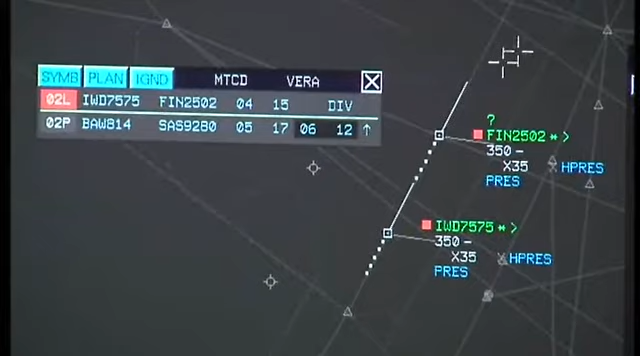 SYMB PLAN IGND MTCD VERA X
02L IWD7575 FIN2502 04 15 DIV
02P BAW814 SAS9280 05 17 06 12 ↑
?
FIN2502 * >
350 -
X35 HPRES
PRES
IWD7575 * >
350 -
X35 HPRES
PRES